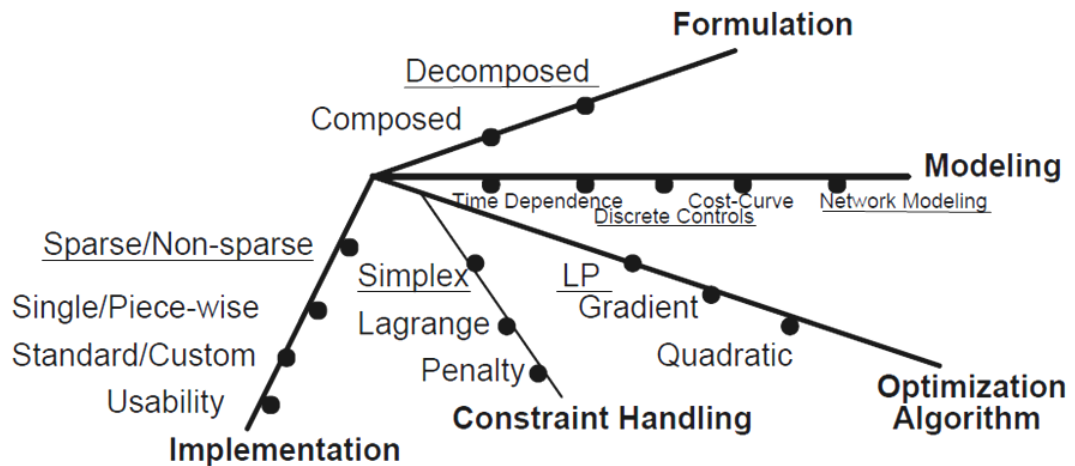 Formulation
Decomposed
Composed
Modeling
Time Dependence
Cost-Curve
Network Modeling
Discrete Controls
Sparse/Non-sparse
Simplex
LP
Single/Piece-wise
Lagrange
Gradient
Standard/Custom
Penalty
Quadratic
Usability
Constraint Handling
Optimization
Algorithm
Implementation